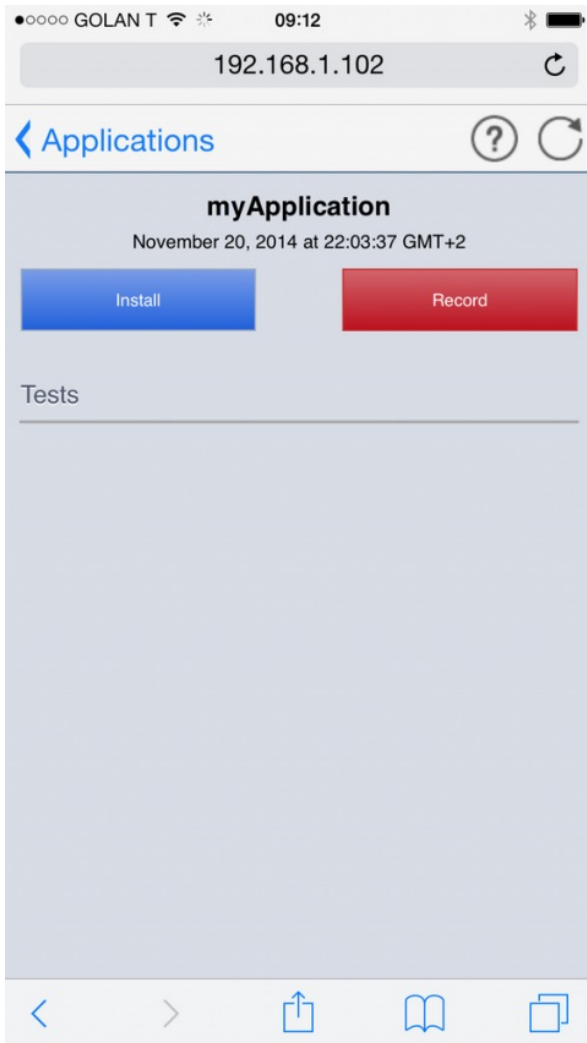 GOLAN T 09:12
192.168.1.102
Applications ?
myApplication
November 20, 2014 at 22:03:37 GMT+2
Install Record
Tests